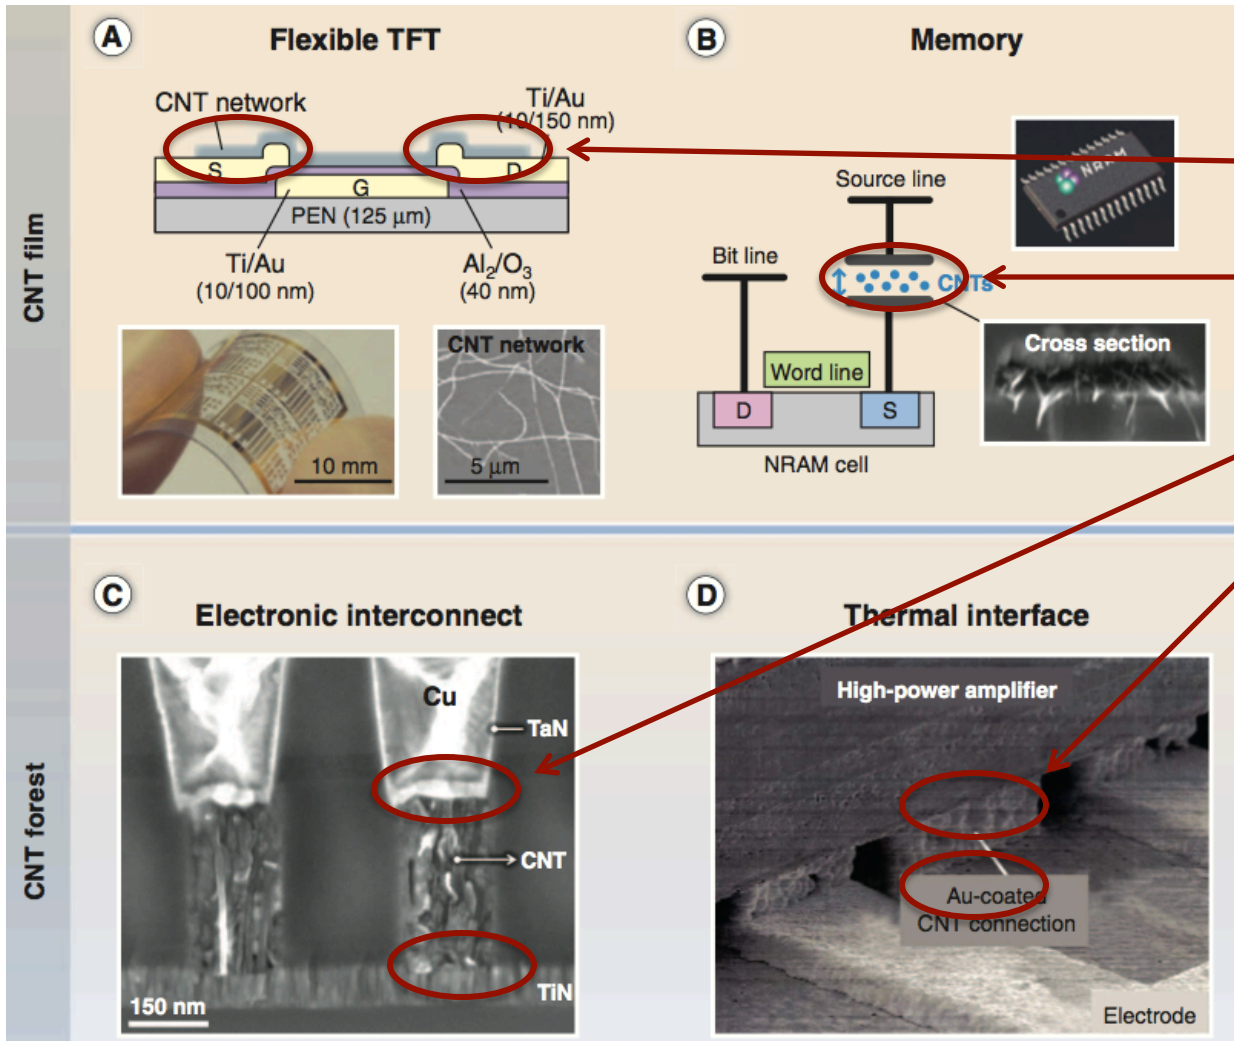 A
Flexible TFT
B
Memory
CNT film
CNT network
Ti/Au
(10/150 nm)
S
D
G
PEN (125 μm)
Ti/Au
(10/100 nm)
Al2/O3
(40 nm)
10 mm
CNT network
5 μm
NRAM
Source line
Bit line
CNTs
Cross section
Word line
D
S
NRAM cell
CNT forest
C
Electronic interconnect
D
Thermal interface
Cu
TaN
CNT
TiN
150 nm
High-power amplifier
Au-coated
CNT connection
Electrode